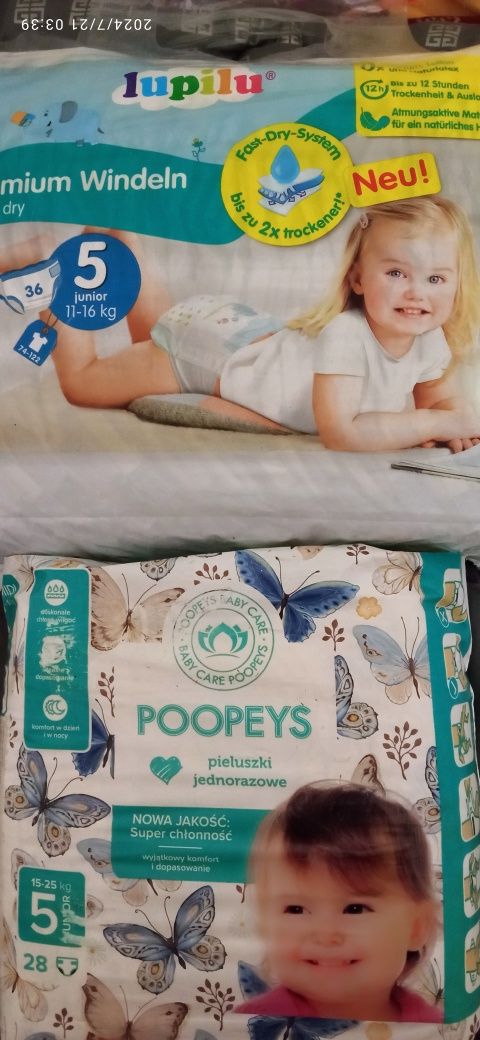 2024/7/21 03:39
lupilu®
12h
Bis zu 12 Stunden
Trockenheit &
Atmungsaktive
für ein natürliches
Fast-Dry-System
bis zu 2x trockener!*
Neu!
mium Windeln
dry
36
5
junior
11-16 kg
74-122
POOPEYS BABY CARE
BABY CARE POOPEYS
doskonale
dopasowanie
komfort w dzień
i w nocy
POOPEYS
pieluszki
jednorazowe
NOWA JAKOŚĆ:
Super chłonność
wyjątkowy komfort
i dopasowanie
15-25 kg
5
JUNIOR
28